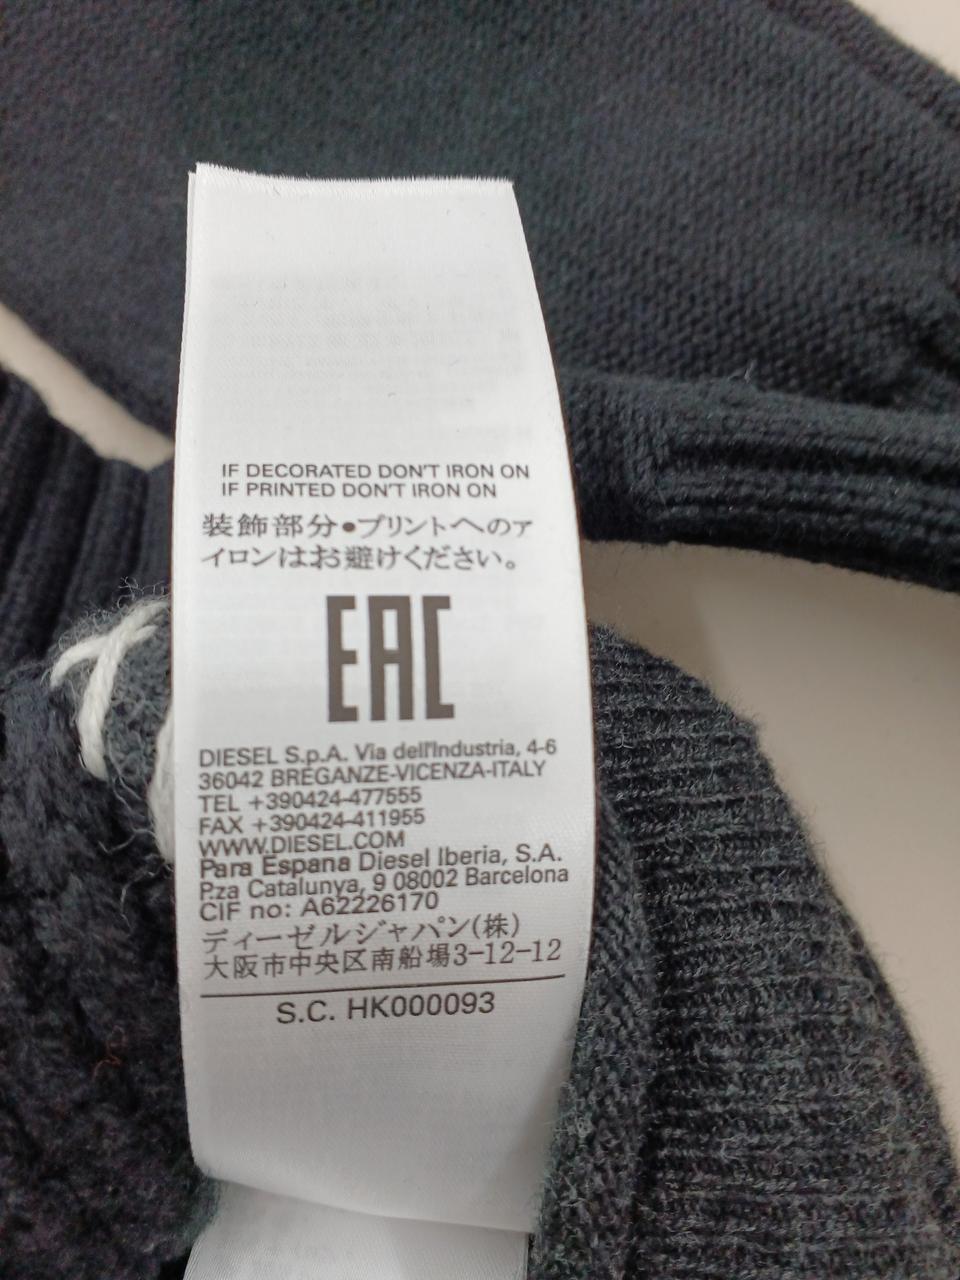 IF DECORATED DON'T IRON ON
IF PRINTED DON'T IRON ON
装飾部分•プリントへのア
イロンはお避けください。
EAC
DIESEL S.p.A. Via dell'Industria, 4-6
36042 BREGANZE-VICENZA-ITALY
TEL +390424-477555
FAX +390424-411955
WWW.DIESEL.COM
Para Espana Diesel Iberia, S.A.
P.za Catalunya, 9 08002 Barcelona
CIF no: A62226170
ディーゼルジャパン(株)
大阪市中央区南船場3-12-12
S.C. HK000093